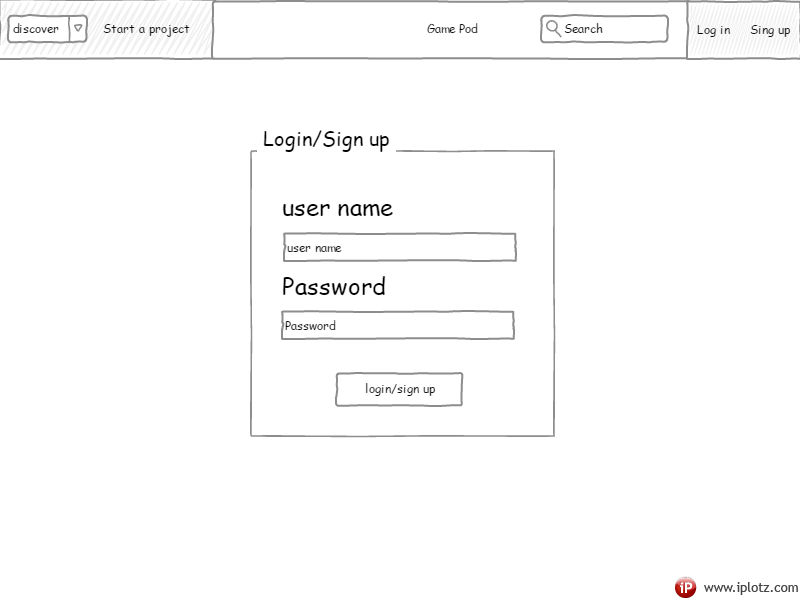 discover Start a project Game Pod Search Log in Sing up
Login/Sign up
user name
user name
Password
Password
login/sign up
iP www.iplotz.com